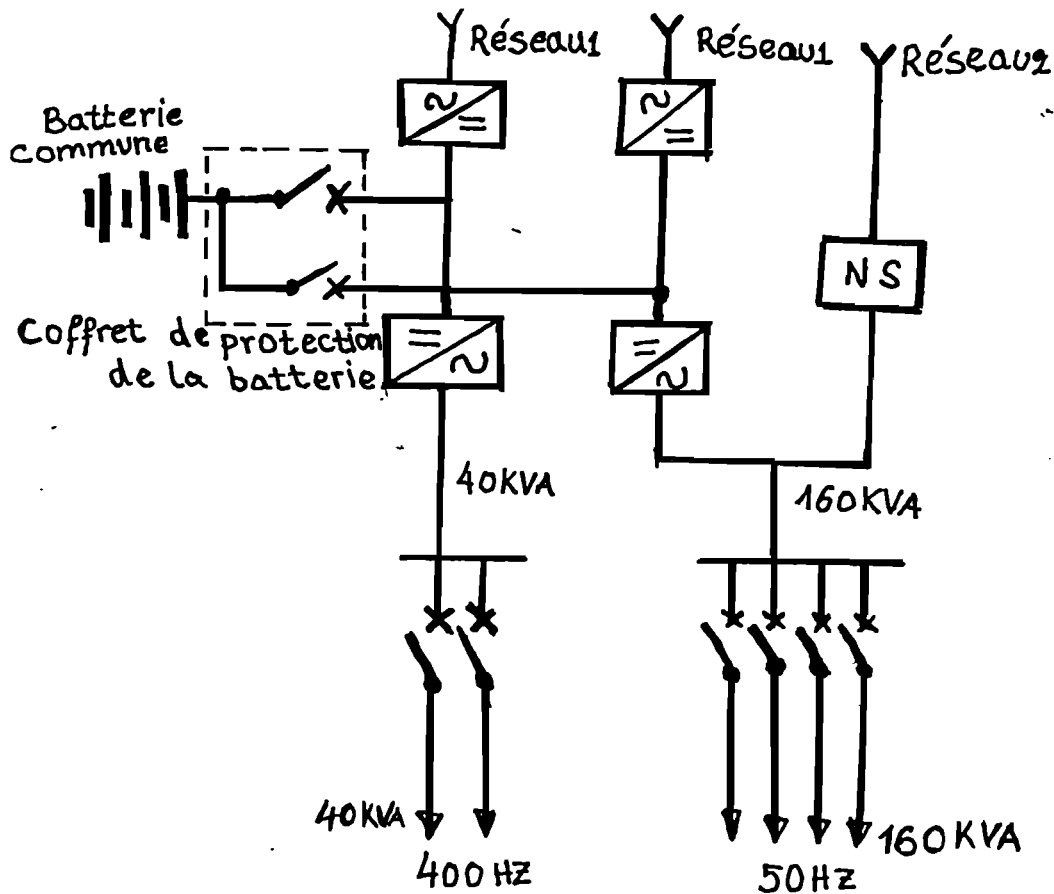 Réseau1
Réseau1
Réseau2
Batterie
commune
NS
Coffret de protection
de la batterie
40KVA
160KVA
40KVA
160KVA
400HZ
50HZ